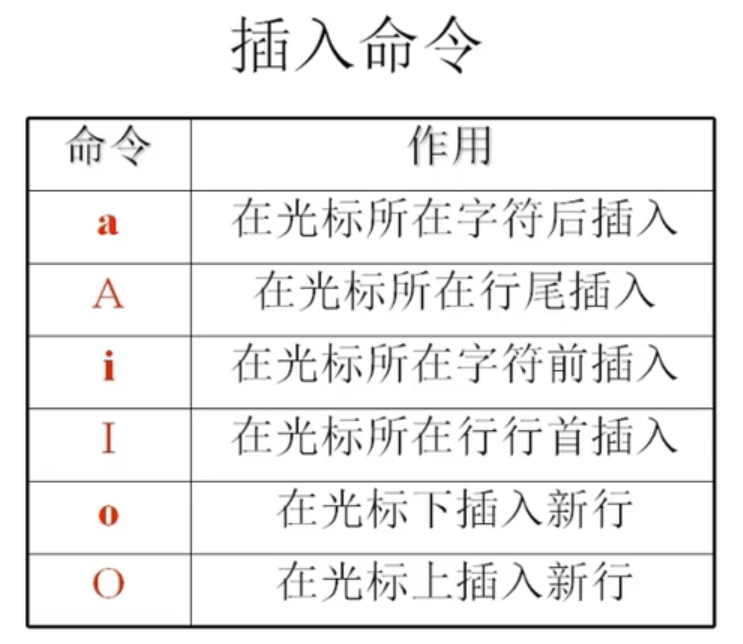 插入命令
命令 作用
a 在光标所在字符后插入
A 在光标所在行尾插入
i 在光标所在字符前插入
I 在光标所在行行首插入
o 在光标下插入新行
O 在光标上插入新行